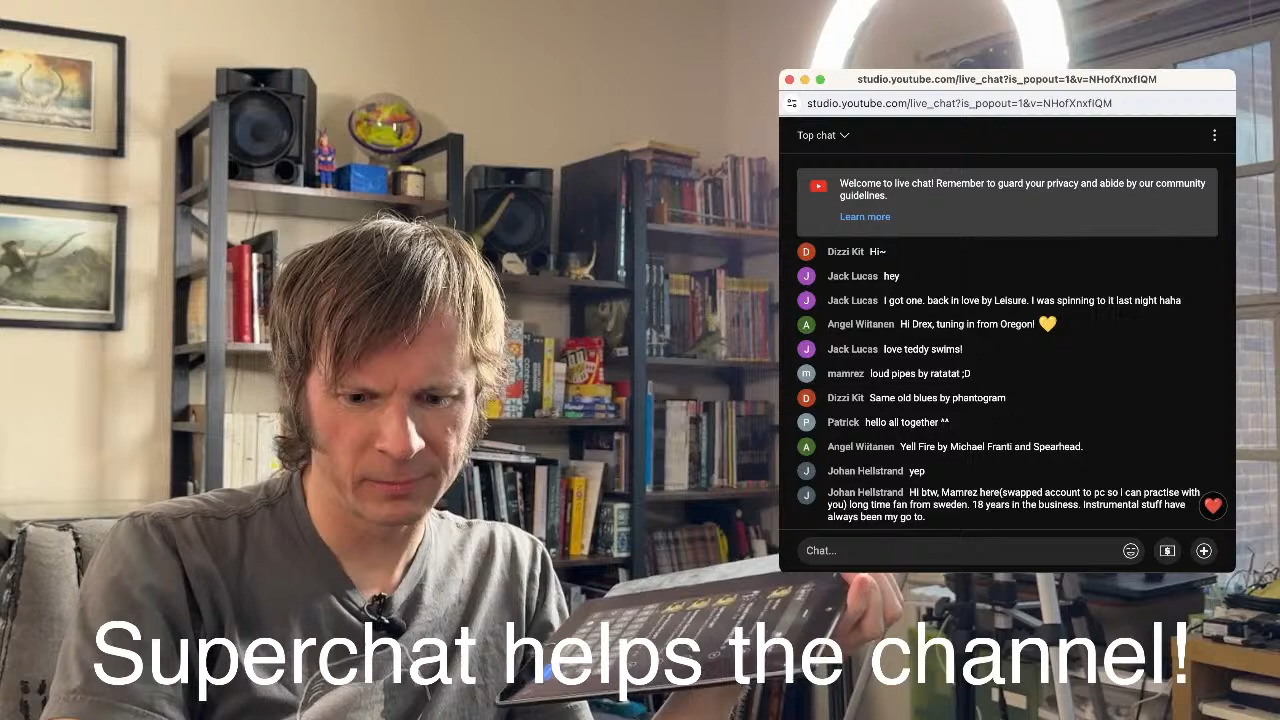 studio.youtube.com/live_chat?is_popout=1&v=NHofXnxfIQM
studio.youtube.com/live_chat?is_popout=1&v=NHofXnxfIQM
Top chat
Welcome to live chat! Remember to guard your privacy and abide by our community
guidelines.
Learn more
D Dizzi Kit Hi~
J Jack Lucas hey
J Jack Lucas I got one. back in love by Leisure. I was spinning to it last night haha
A Angel Wiitanen Hi Drex, tuning in from Oregon! 💛
J Jack Lucas love teddy swims!
m mamrez loud pipes by ratatat ;D
D Dizzi Kit Same old blues by phantogram
P Patrick hello all together ^^
A Angel Wiitanen Yell Fire by Michael Franti and Spearhead.
J Johan Hellstrand yep
J Johan Hellstrand Hi btw, Mamrez here(swapped account to pc so I can practise with
you) long time fan from sweden. 18 years in the business. Instrumental stuff have
always been my go to.
Chat...
CODENAMES
Superchat helps the channel!